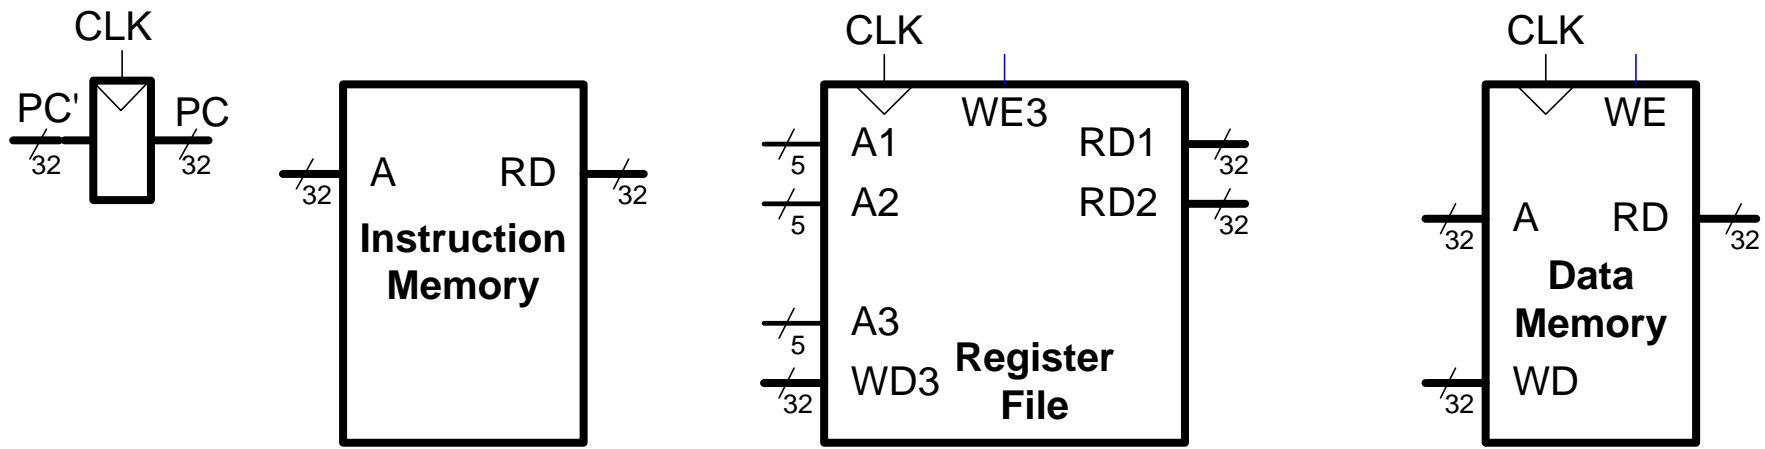 CLK
PC'
PC
32
32
A
RD
32
32
Instruction
Memory
CLK
WE3
A1
RD1
5
32
A2
RD2
5
32
A3
5
WD3
32
Register
File
CLK
WE
A
RD
32
32
Data
Memory
WD
32